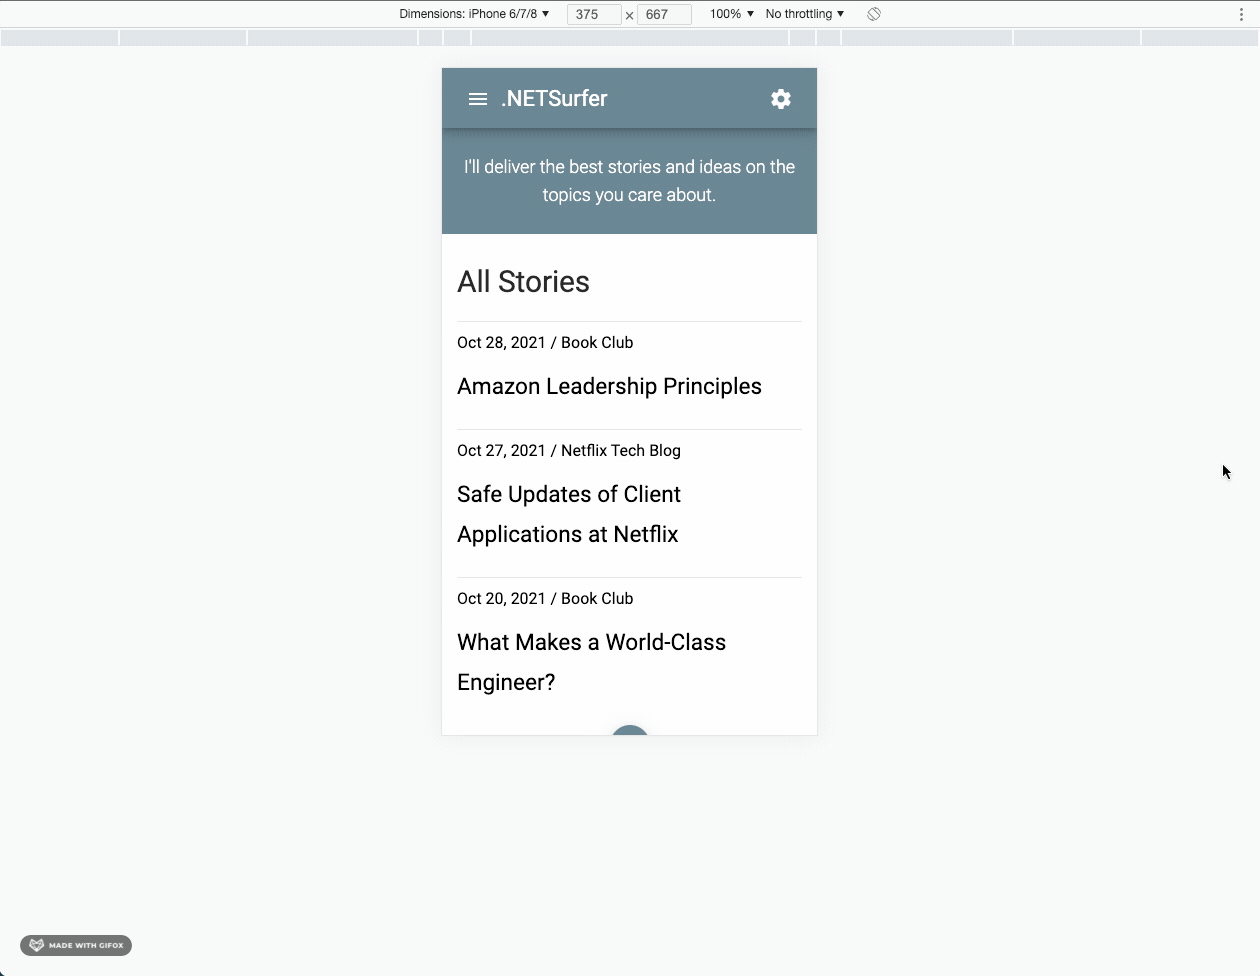 Dimensions: iPhone 6/7/8 ▼ 375 × 667 100% ▼ No throttling ▼
.NETSurfer
I'll deliver the best stories and ideas on the
topics you care about.
All Stories
Oct 28, 2021 / Book Club
Amazon Leadership Principles
Oct 27, 2021 / Netflix Tech Blog
Safe Updates of Client
Applications at Netflix
Oct 20, 2021 / Book Club
What Makes a World-Class
Engineer?
MADE WITH GIFOX